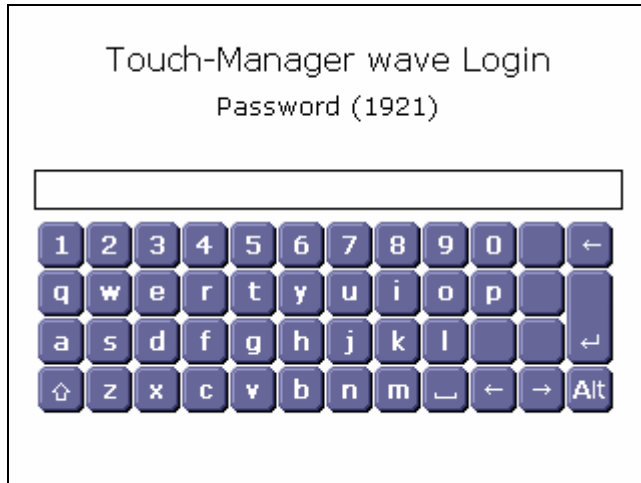 Touch-Manager wave Login
Password (1921)
1 2 3 4 5 6 7 8 9 0 ←
q w e r t y u i o p
a s d f g h j k l ↵
⇧ z x c v b n m ⎵ ← → Alt